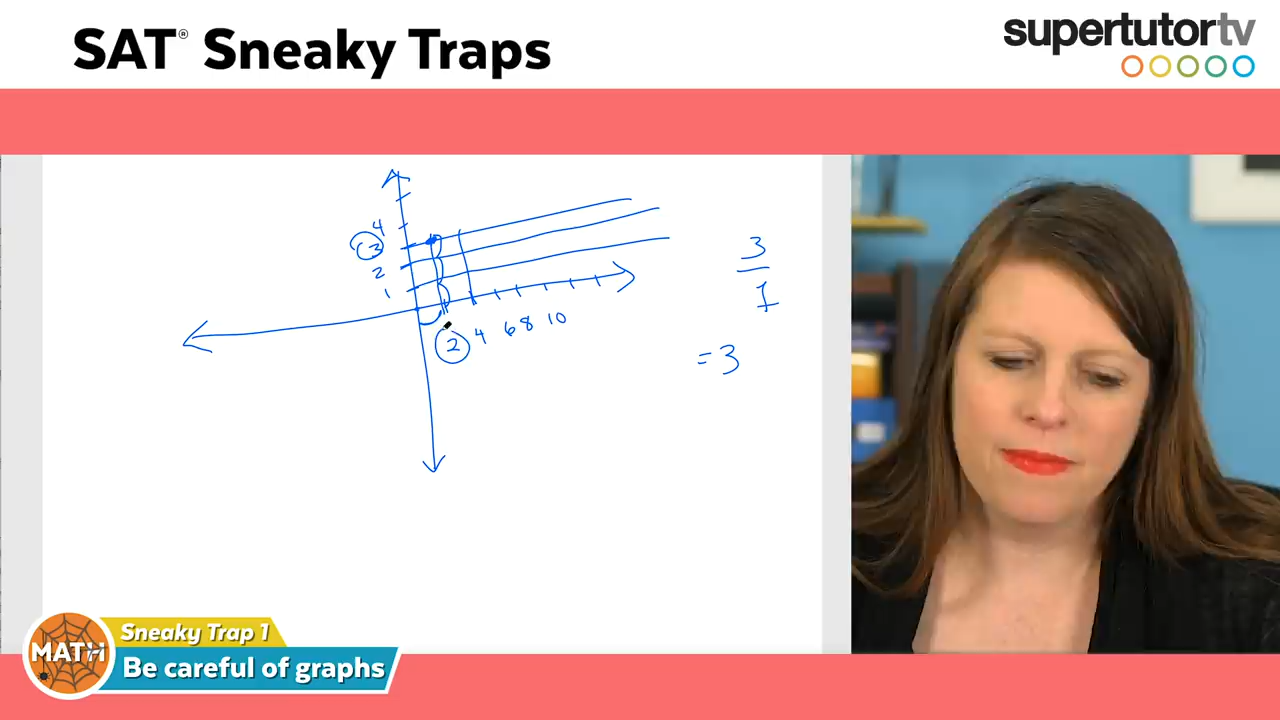 SAT® Sneaky Traps
supertutortv
4
3
2
1
2 4 6 8 10
3
1
= 3
MATH
Sneaky Trap 1
Be careful of graphs